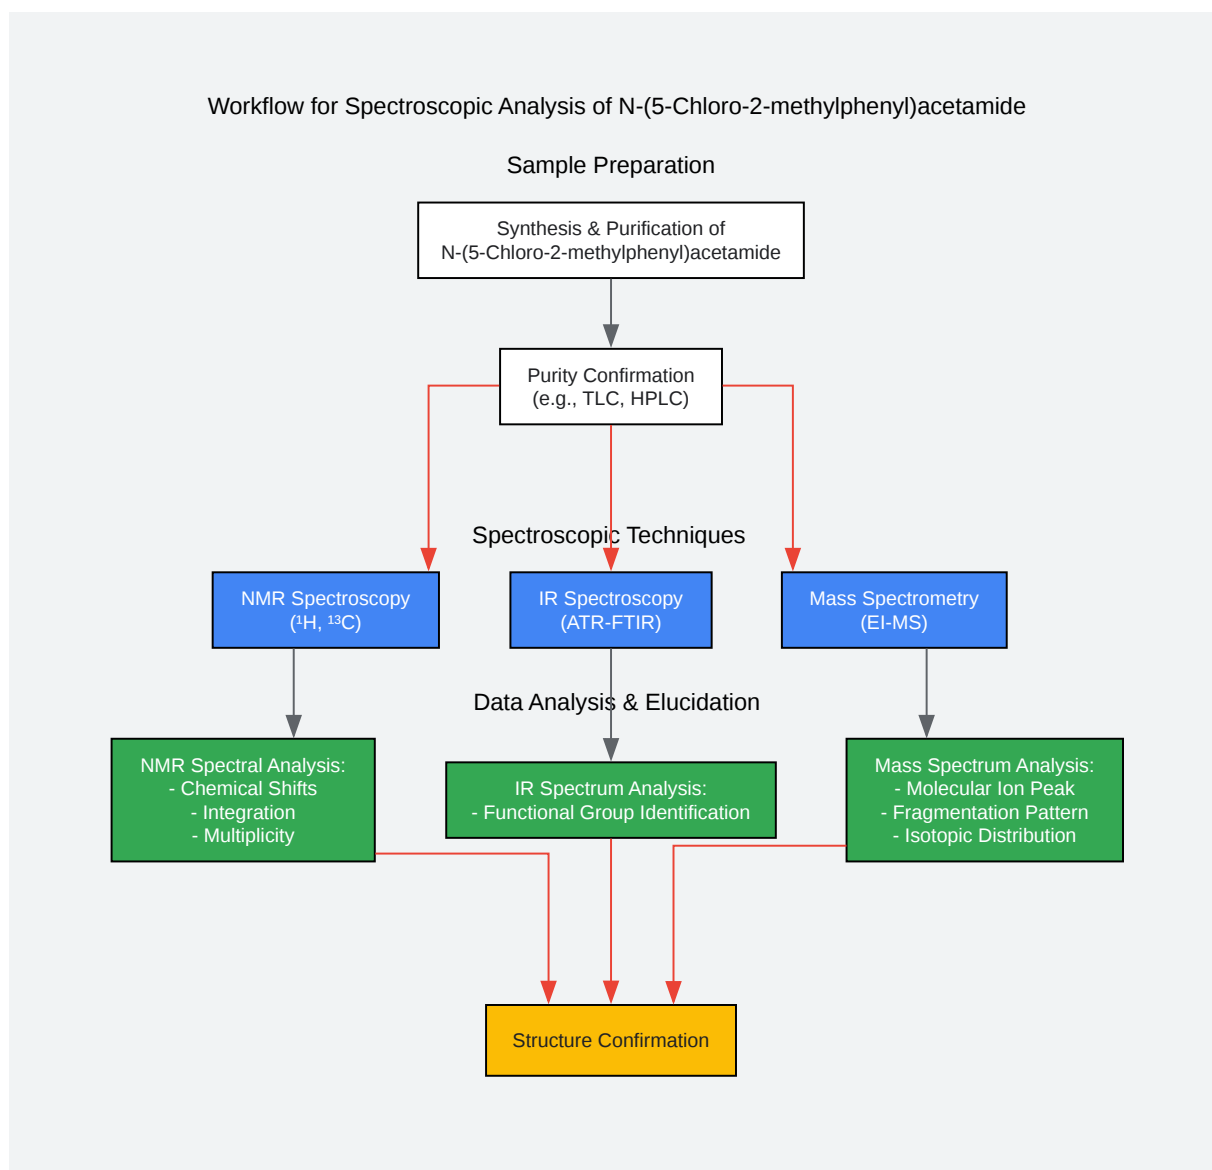 Workflow for Spectroscopic Analysis of N-(5-Chloro-2-methylphenyl)acetamide
Sample Preparation
Synthesis & Purification of
N-(5-Chloro-2-methylphenyl)acetamide
Purity Confirmation
(e.g., TLC, HPLC)
Spectroscopic Techniques
NMR Spectroscopy
(¹H, ¹³C)
IR Spectroscopy
(ATR-FTIR)
Mass Spectrometry
(EI-MS)
Data Analysis & Elucidation
NMR Spectral Analysis:
- Chemical Shifts
- Integration
- Multiplicity
IR Spectrum Analysis:
- Functional Group Identification
Mass Spectrum Analysis:
- Molecular Ion Peak
- Fragmentation Pattern
- Isotopic Distribution
Structure Confirmation